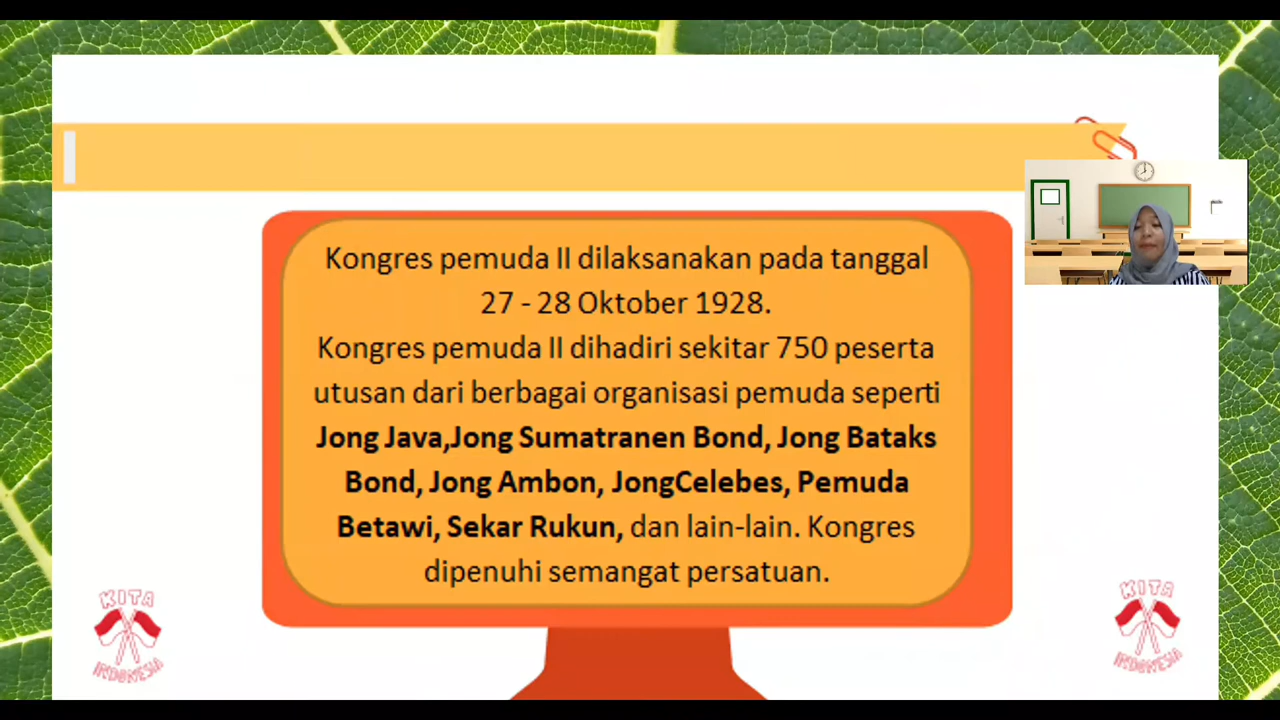 Kongres pemuda II dilaksanakan pada tanggal
27 - 28 Oktober 1928.
Kongres pemuda II dihadiri sekitar 750 peserta
utusan dari berbagai organisasi pemuda seperti
Jong Java,Jong Sumatranen Bond, Jong Bataks
Bond, Jong Ambon, JongCelebes, Pemuda
Betawi, Sekar Rukun, dan lain-lain. Kongres
dipenuhi semangat persatuan.
KITA
INDONESIA
KITA
INDONESIA